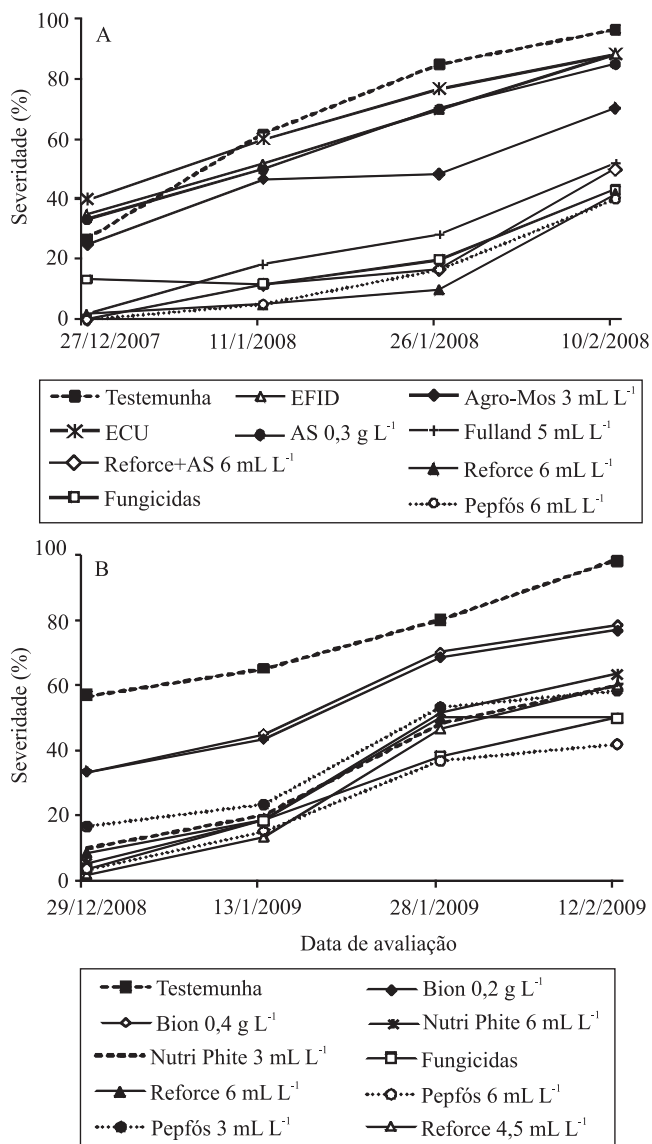 A
100
80
60
40
20
0
Severidade (%)
27/12/2007 11/1/2008 26/1/2008 10/2/2008
Testemunha EFID Agro-Mos 3 mL L⁻¹
ECU AS 0,3 g L⁻¹ Fulland 5 mL L⁻¹
Reforce+AS 6 mL L⁻¹ Reforce 6 mL L⁻¹
Fungicidas Pepfós 6 mL L⁻¹
B
100
80
60
40
20
0
Severidade (%)
29/12/2008 13/1/2009 28/1/2009 12/2/2009
Data de avaliação
Testemunha Bion 0,2 g L⁻¹
Bion 0,4 g L⁻¹ Nutri Phite 6 mL L⁻¹
Nutri Phite 3 mL L⁻¹ Fungicidas
Reforce 6 mL L⁻¹ Pepfós 6 mL L⁻¹
Pepfós 3 mL L⁻¹ Reforce 4,5 mL L⁻¹